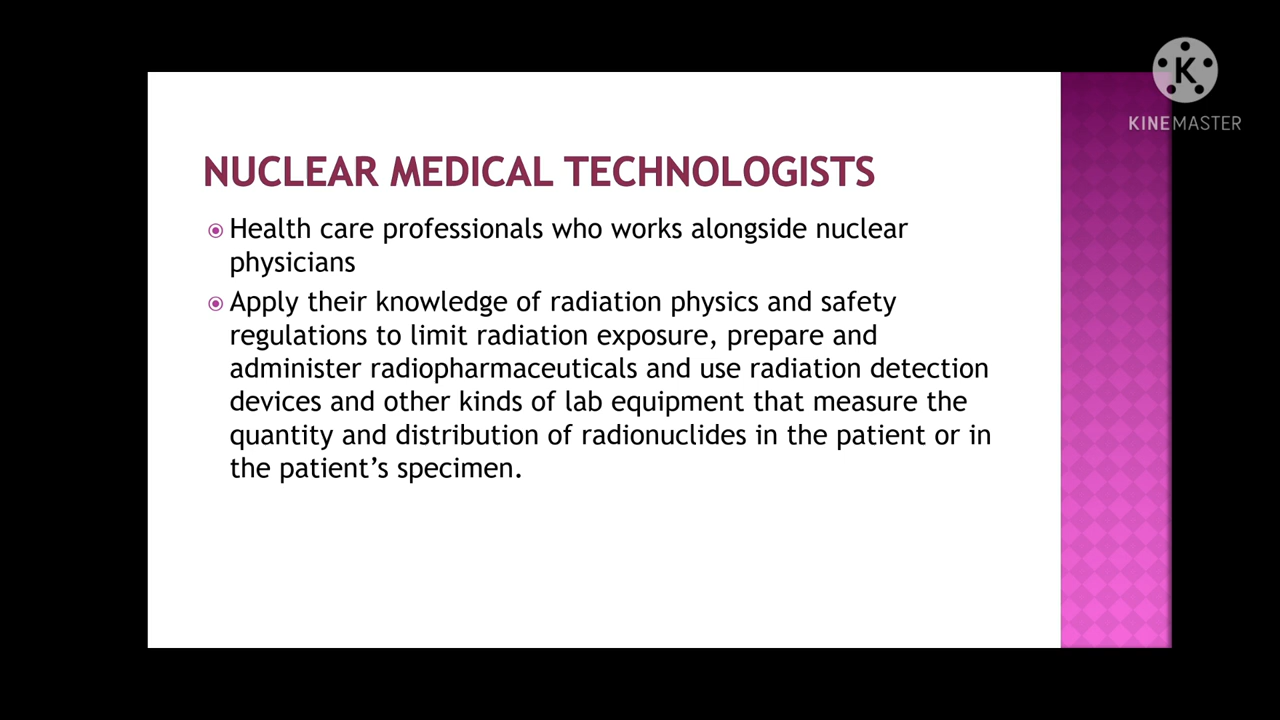 K
KINEMASTER
NUCLEAR MEDICAL TECHNOLOGISTS
Health care professionals who works alongside nuclear
physicians
Apply their knowledge of radiation physics and safety
regulations to limit radiation exposure, prepare and
administer radiopharmaceuticals and use radiation detection
devices and other kinds of lab equipment that measure the
quantity and distribution of radionuclides in the patient or in
the patient’s specimen.